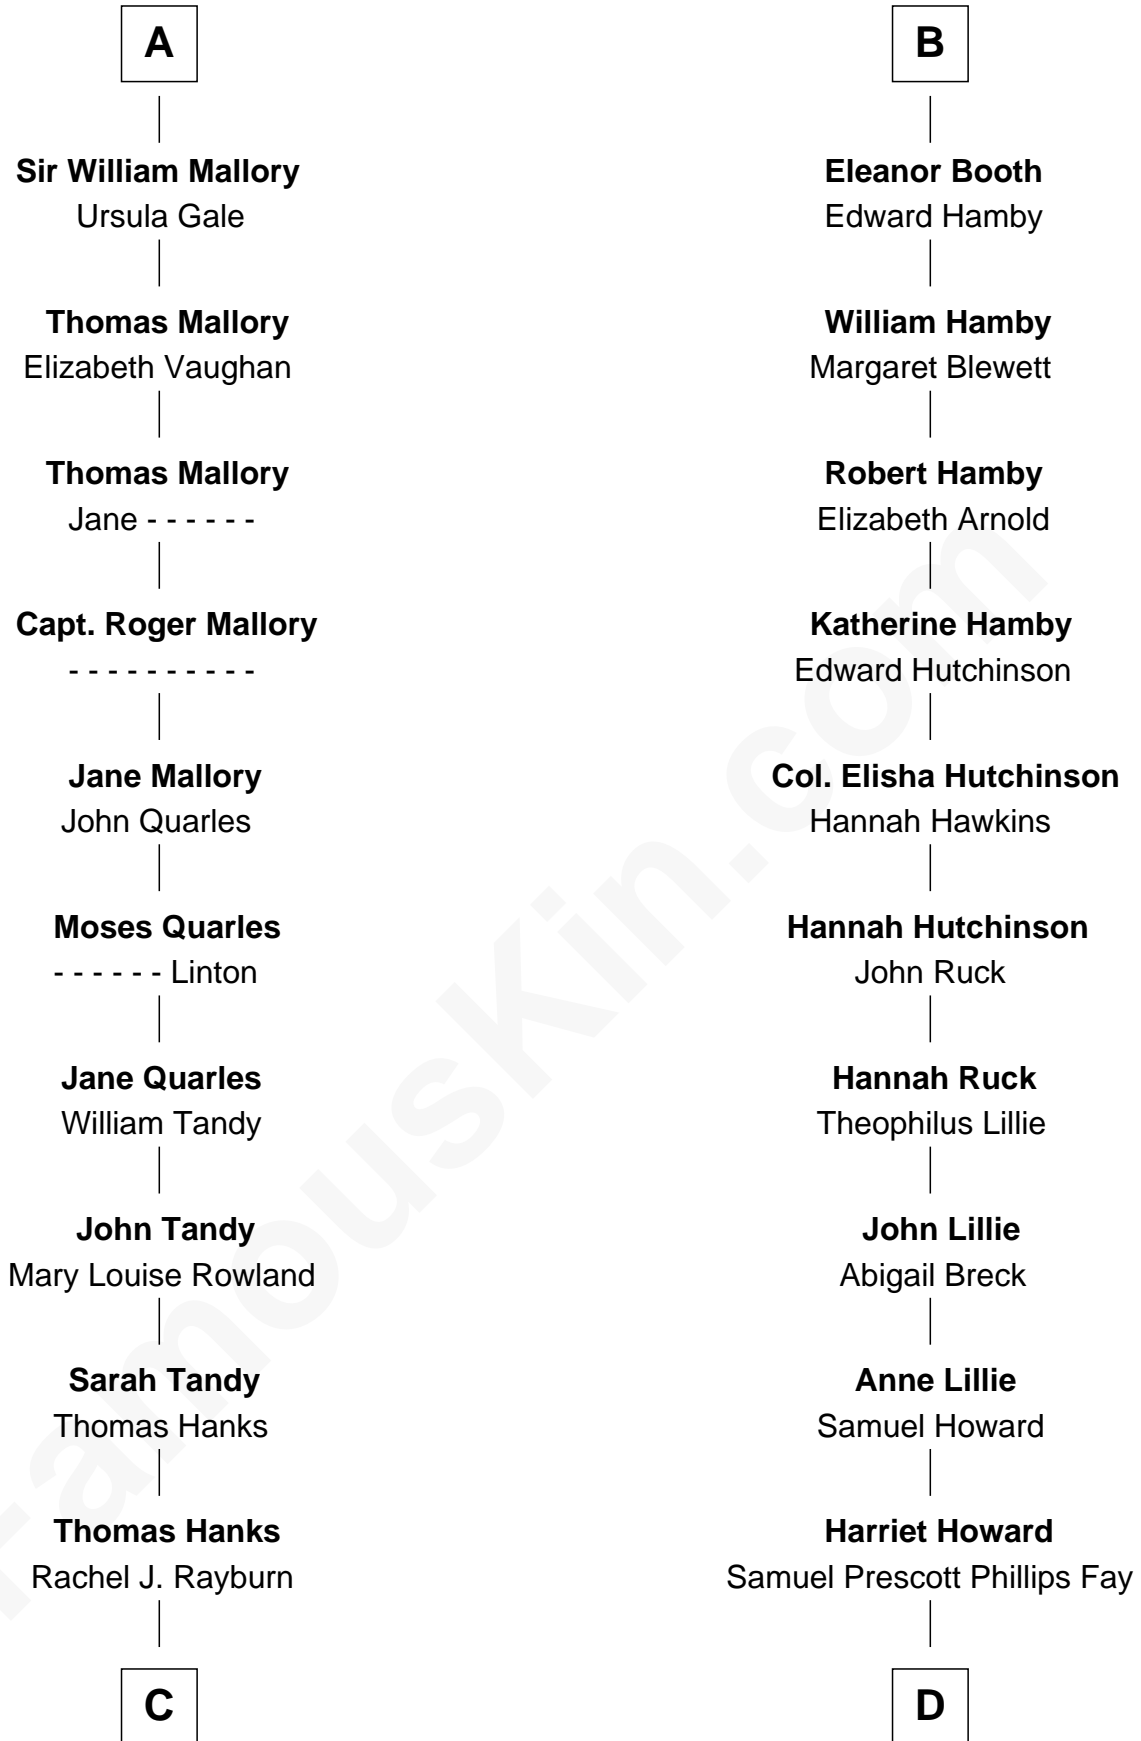 A
Sir William Mallory
Ursula Gale
Thomas Mallory
Elizabeth Vaughan
Thomas Mallory
Jane - - - - - -
Capt. Roger Mallory
- - - - - - - - - -
Jane Mallory
John Quarles
Moses Quarles
- - - - - - Linton
Jane Quarles
William Tandy
John Tandy
Mary Louise Rowland
Sarah Tandy
Thomas Hanks
Thomas Hanks
Rachel J. Rayburn
C
B
Eleanor Booth
Edward Hamby
William Hamby
Margaret Blewett
Robert Hamby
Elizabeth Arnold
Katherine Hamby
Edward Hutchinson
Col. Elisha Hutchinson
Hannah Hawkins
Hannah Hutchinson
John Ruck
Hannah Ruck
Theophilus Lillie
John Lillie
Abigail Breck
Anne Lillie
Samuel Howard
Harriet Howard
Samuel Prescott Phillips Fay
D
FamousKin.com